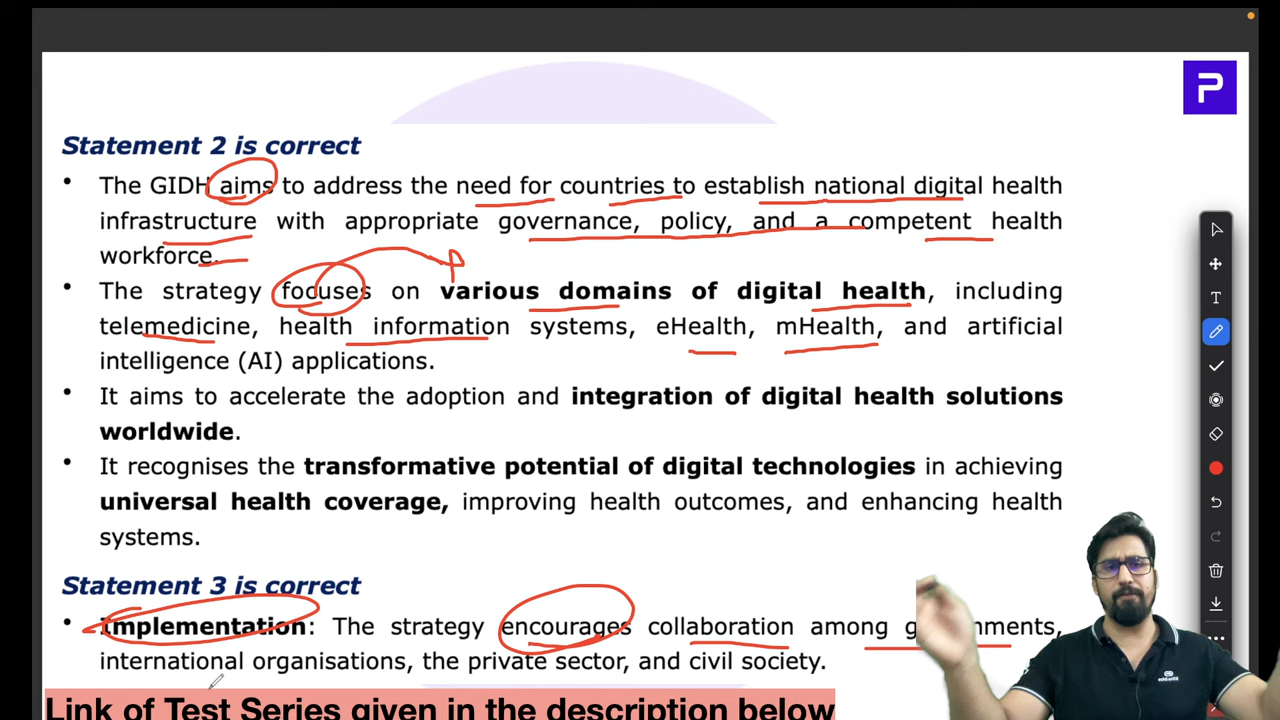 P
Statement 2 is correct
• The GIDH aims to address the need for countries to establish national digital health
infrastructure with appropriate governance, policy, and a competent health
workforce.
• The strategy focuses on various domains of digital health, including
telemedicine, health information systems, eHealth, mHealth, and artificial
intelligence (AI) applications.
• It aims to accelerate the adoption and integration of digital health solutions
worldwide.
• It recognises the transformative potential of digital technologies in achieving
universal health coverage, improving health outcomes, and enhancing health
systems.
Statement 3 is correct
• Implementation: The strategy encourages collaboration among governments,
international organisations, the private sector, and civil society.
Link of Test Series given in the description below
T